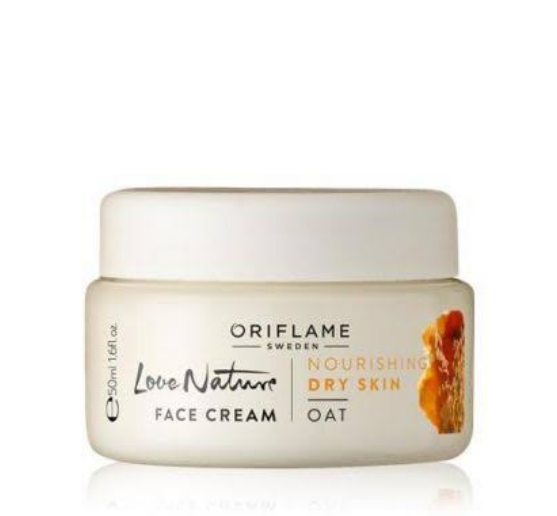 ORIFLAME
SWEDEN
Love Nature
FACE CREAM
NOURISHING
DRY SKIN
OAT
℮50ml 1.6fl.oz.